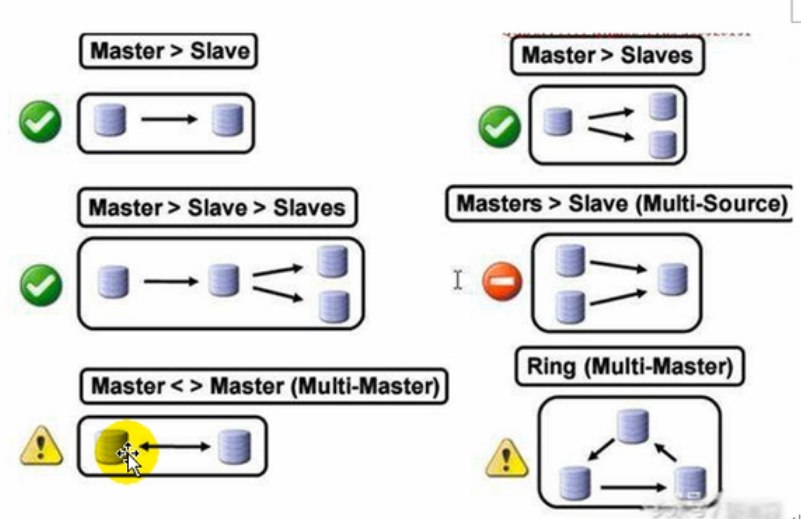 Master > Slave
Master > Slaves
Master > Slave > Slaves
Masters > Slave (Multi-Source)
Master < > Master (Multi-Master)
Ring (Multi-Master)